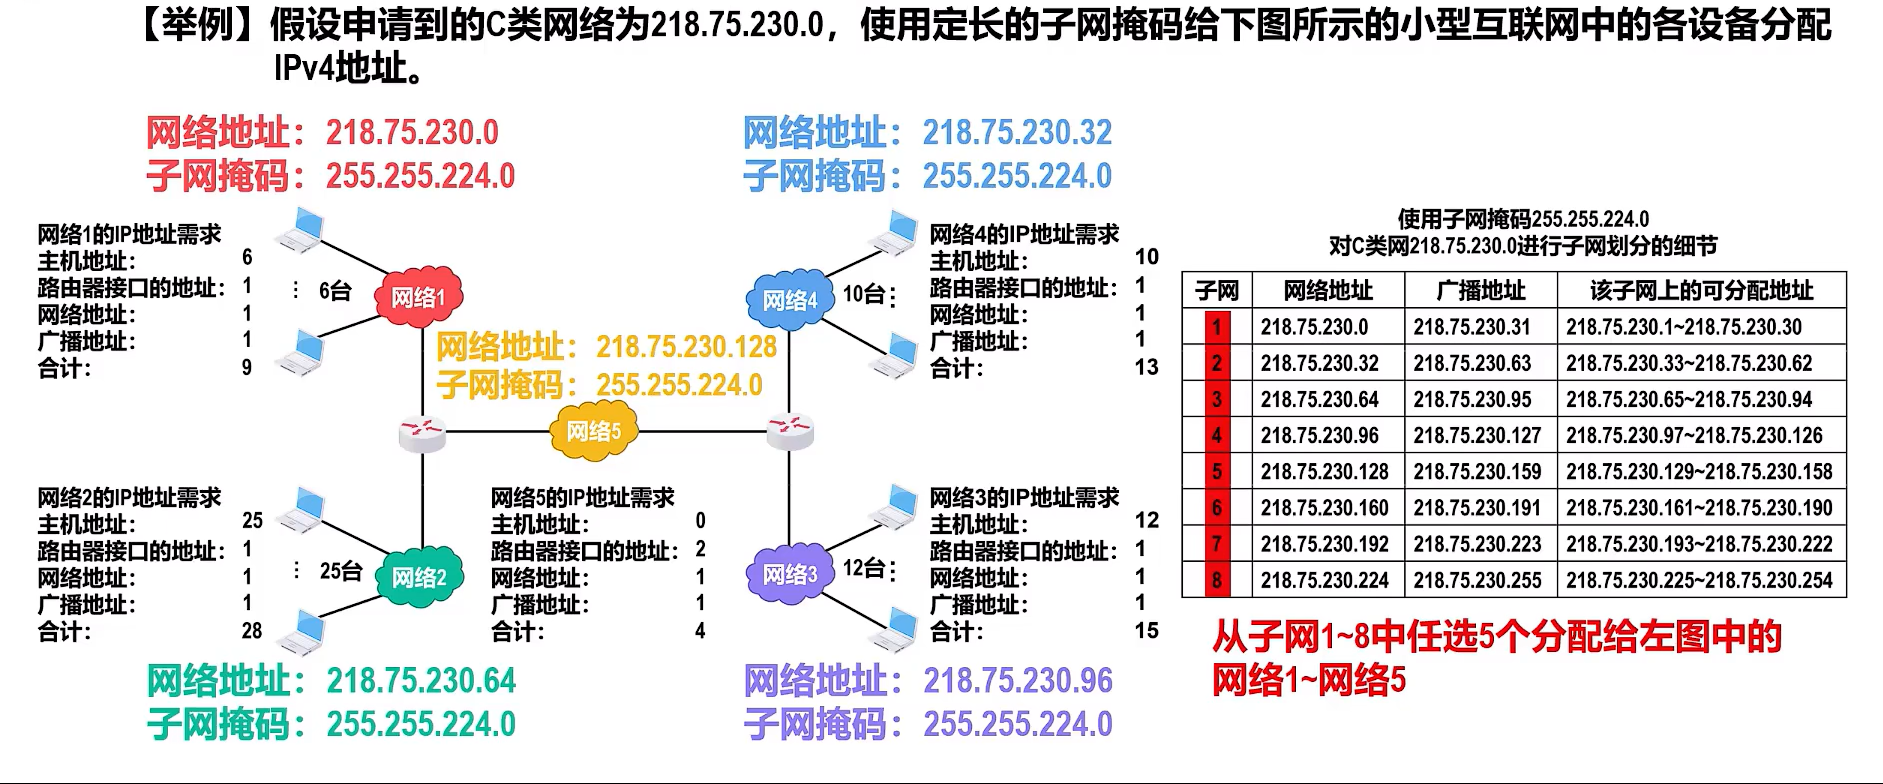 【举例】假设申请到的C类网络为218.75.230.0，使用定长的子网掩码给下图所示的小型互联网中的各设备分配
IPv4地址。
网络地址：218.75.230.0
子网掩码：255.255.224.0
网络地址：218.75.230.32
子网掩码：255.255.224.0
网络1的IP地址需求
主机地址： 6
路由器接口的地址： 1
网络地址： 1
广播地址： 1
合计： 9
⋮ 6台
网络1
网络4
10台⋮
网络4的IP地址需求
主机地址： 10
路由器接口的地址： 1
网络地址： 1
广播地址： 1
合计： 13
网络地址：218.75.230.128
子网掩码：255.255.224.0
网络5
网络2的IP地址需求
主机地址： 25
路由器接口的地址： 1
网络地址： 1
广播地址： 1
合计： 28
⋮ 25台
网络2
网络5的IP地址需求
主机地址： 0
路由器接口的地址： 2
网络地址： 1
广播地址： 1
合计： 4
网络3
12台⋮
网络3的IP地址需求
主机地址： 12
路由器接口的地址： 1
网络地址： 1
广播地址： 1
合计： 15
网络地址：218.75.230.64
子网掩码：255.255.224.0
网络地址：218.75.230.96
子网掩码：255.255.224.0
使用子网掩码255.255.224.0
对C类网218.75.230.0进行子网划分的细节
子网 网络地址 广播地址 该子网上的可分配地址
1 218.75.230.0 218.75.230.31 218.75.230.1~218.75.230.30
2 218.75.230.32 218.75.230.63 218.75.230.33~218.75.230.62
3 218.75.230.64 218.75.230.95 218.75.230.65~218.75.230.94
4 218.75.230.96 218.75.230.127 218.75.230.97~218.75.230.126
5 218.75.230.128 218.75.230.159 218.75.230.129~218.75.230.158
6 218.75.230.160 218.75.230.191 218.75.230.161~218.75.230.190
7 218.75.230.192 218.75.230.223 218.75.230.193~218.75.230.222
8 218.75.230.224 218.75.230.255 218.75.230.225~218.75.230.254
从子网1~8中任选5个分配给左图中的
网络1~网络5